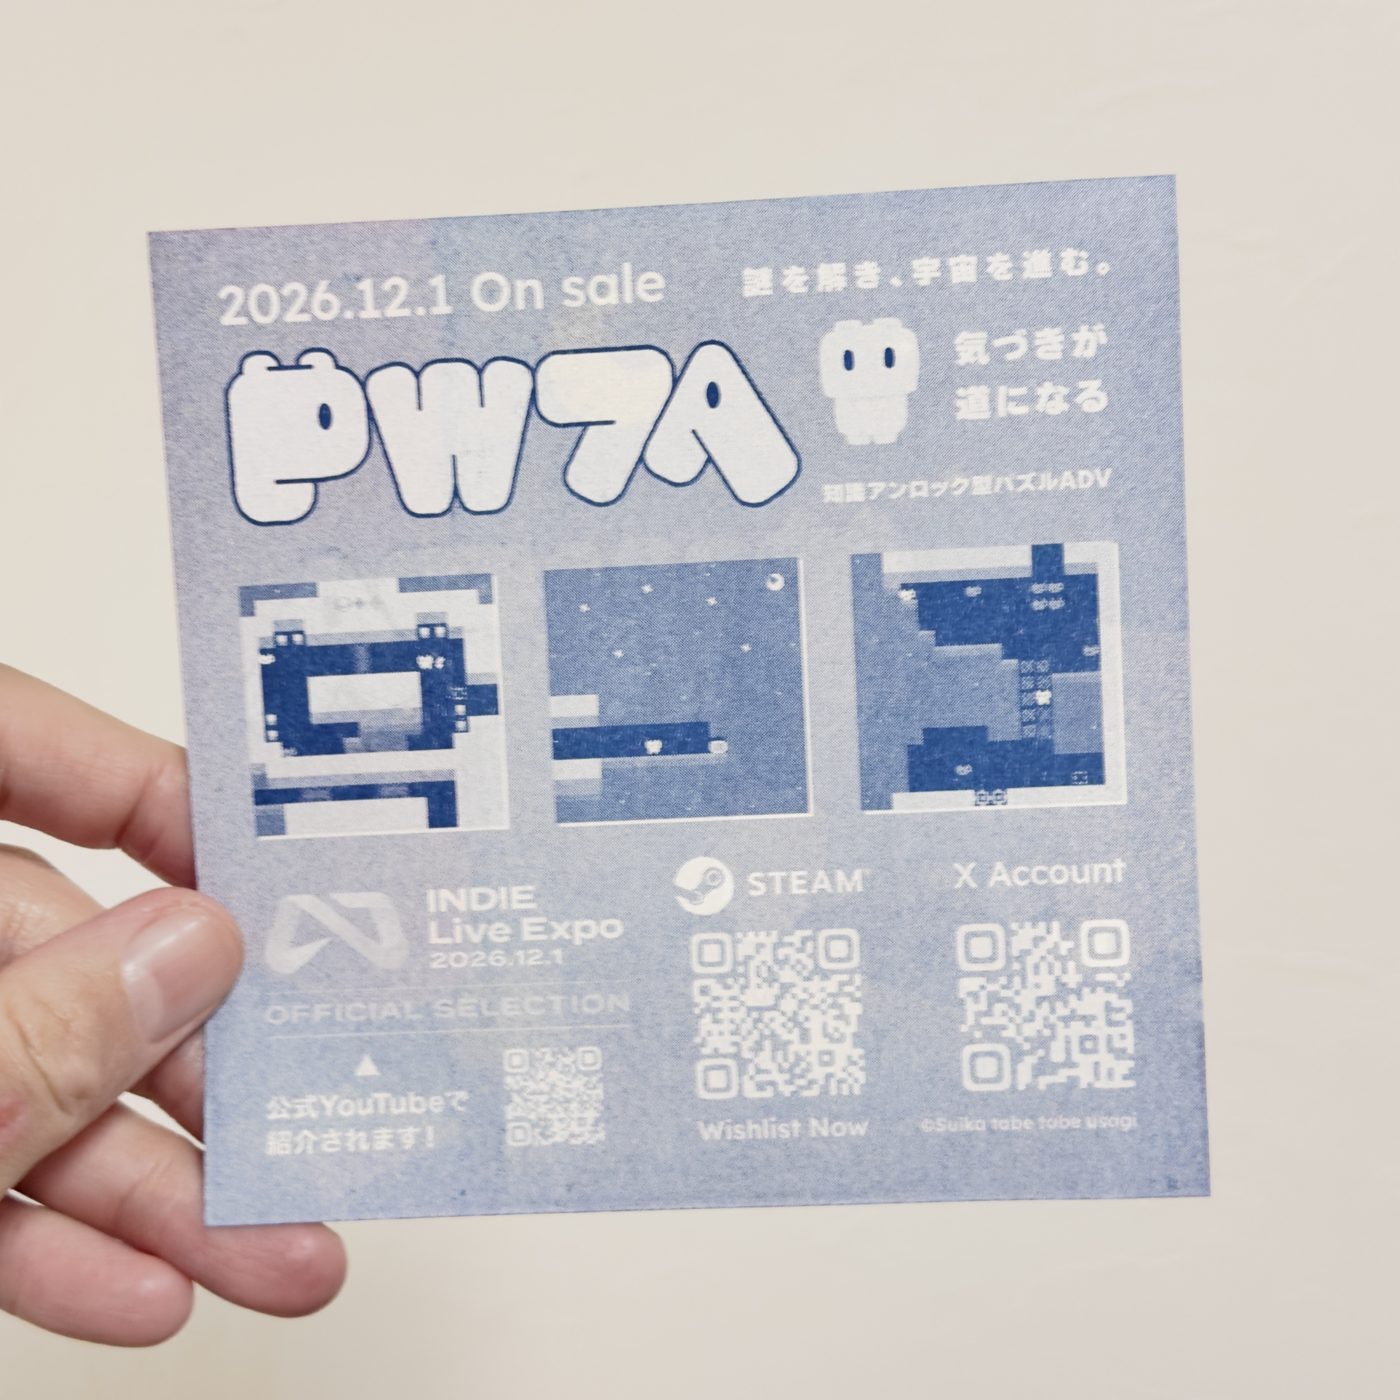 2026.12.1 On sale
PW7A
謎を解き、宇宙を進む。
気づきが
道になる
知識アンロック型パズルADV
INDIE
Live Expo
2026.12.1
OFFICIAL SELECTION
公式YouTubeで
紹介されます!
STEAM
Wishlist Now
X Account
©Suika tabe tabe usagi